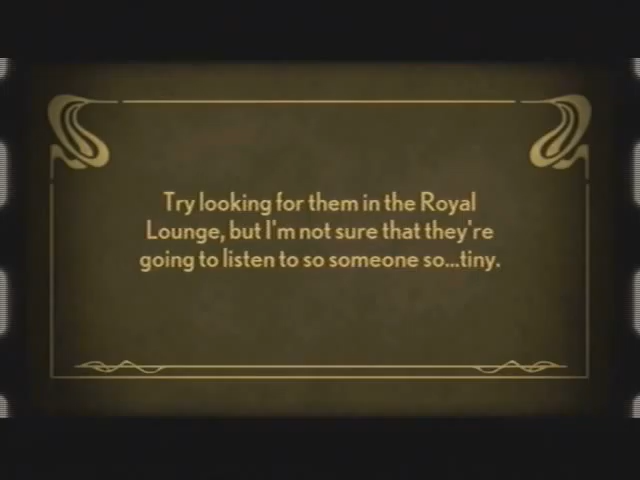 Try looking for them in the Royal
Lounge, but I'm not sure that they're
going to listen to so someone so...tiny.